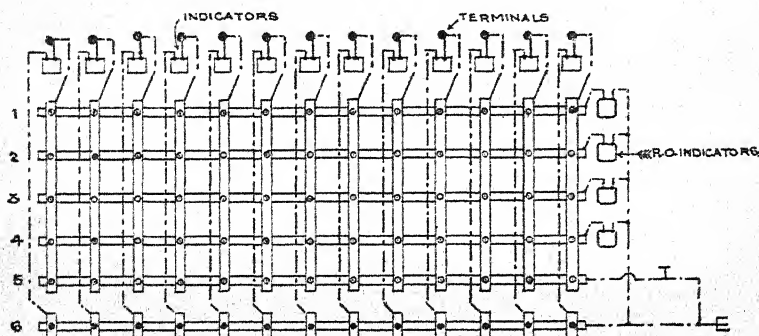 INDICATORS
TERMINALS
1
2
R.O. INDICATORS
3
4
5 T
6 E